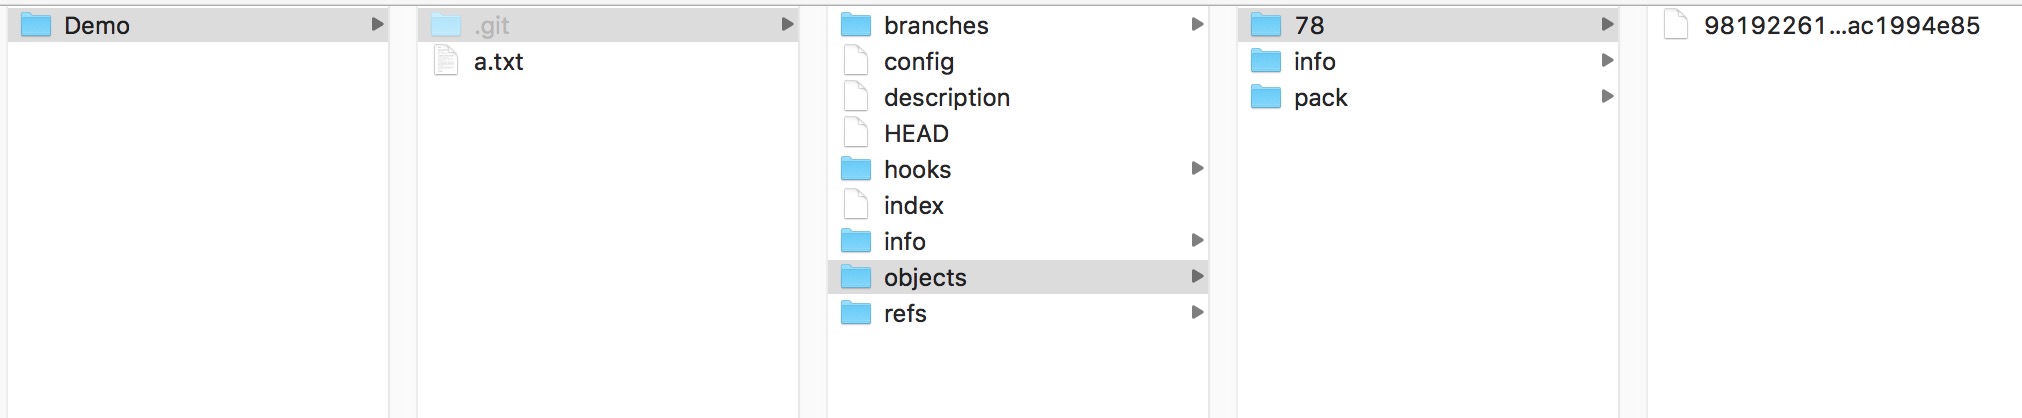 Demo
.git
a.txt
branches
config
description
HEAD
hooks
index
info
objects
refs
78
info
pack
98192261...ac1994e85